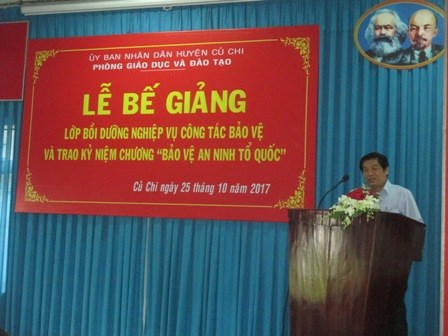 ỦY BAN NHÂN DÂN HUYỆN CỦ CHI
PHÒNG GIÁO DỤC VÀ ĐÀO TẠO
LỄ BẾ GIẢNG
LỚP BỒI DƯỠNG NGHIỆP VỤ CÔNG TÁC BẢO VỆ
VÀ TRAO KỶ NIỆM CHƯƠNG "BẢO VỆ AN NINH TỔ QUỐC"
Củ Chi ngày 25 tháng 10 năm 2017